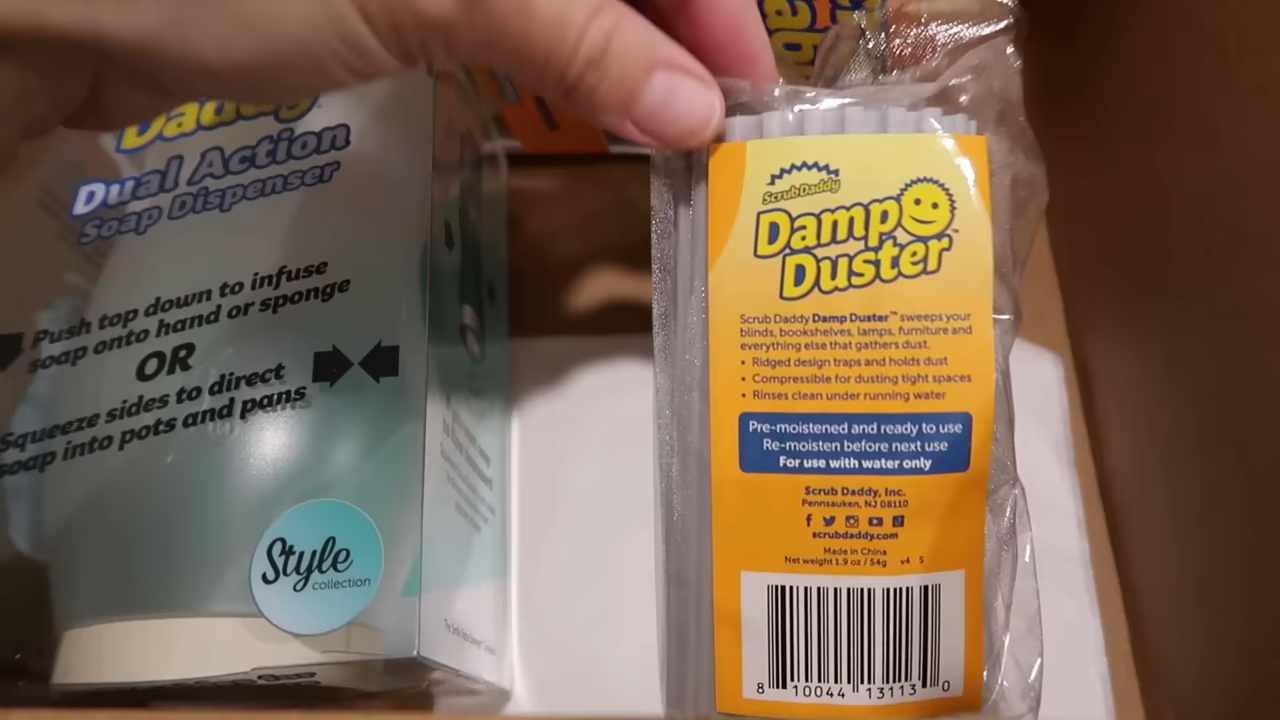 Daddy
Dual Action
Soap Dispenser
Push top down to infuse
soap onto hand or sponge
OR
Squeeze sides to direct
soap into pots and pans
Style
collection
ScrubDaddy
Damp
Duster™
Scrub Daddy Damp Duster™ sweeps your
blinds, bookshelves, lamps, furniture and
everything else that gathers dust.
• Ridged design traps and holds dust
• Compressible for dusting tight spaces
• Rinses clean under running water
Pre-moistened and ready to use
Re-moisten before next use
For use with water only
Scrub Daddy, Inc.
Pennsauken, NJ 08110
scrubdaddy.com
Made in China
Net weight 1.9 oz / 54g v4 S
8 10044 13113 0